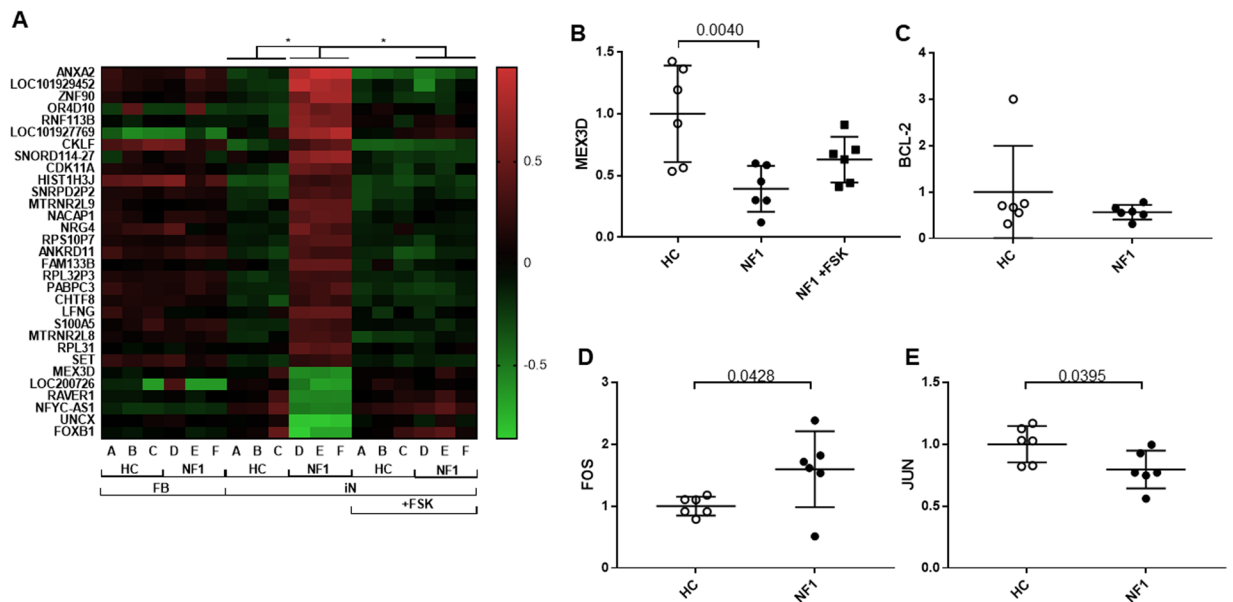 A
* *
ANXA2
LOC101929452
ZNF90
OR4D10
RNF113B
LOC101927769
CKLF
SNORD114-27
CDK11A
HIST1H3J
SNRPD2P2
MTRNR2L9
NACAP1
NRG4
RPS10P7
ANKRD11
FAM133B
RPL32P3
PABPC3
CHTF8
LFNG
S100A5
MTRNR2L8
RPL31
SET
MEX3D
LOC200726
RAVER1
NFYC-AS1
UNCX
FOXB1
0.5
0
-0.5
A B C D E F A B C D E F A B C D E F
HC NF1 HC NF1 HC NF1
FB iN
+FSK
B
0.0040
MEX3D
1.5
1.0
0.5
0.0
HC NF1 NF1 +FSK
C
BCL-2
4
3
2
1
0
HC NF1
D
0.0428
FOS
3
2
1
0
HC NF1
E
0.0395
JUN
1.5
1.0
0.5
0.0
HC NF1